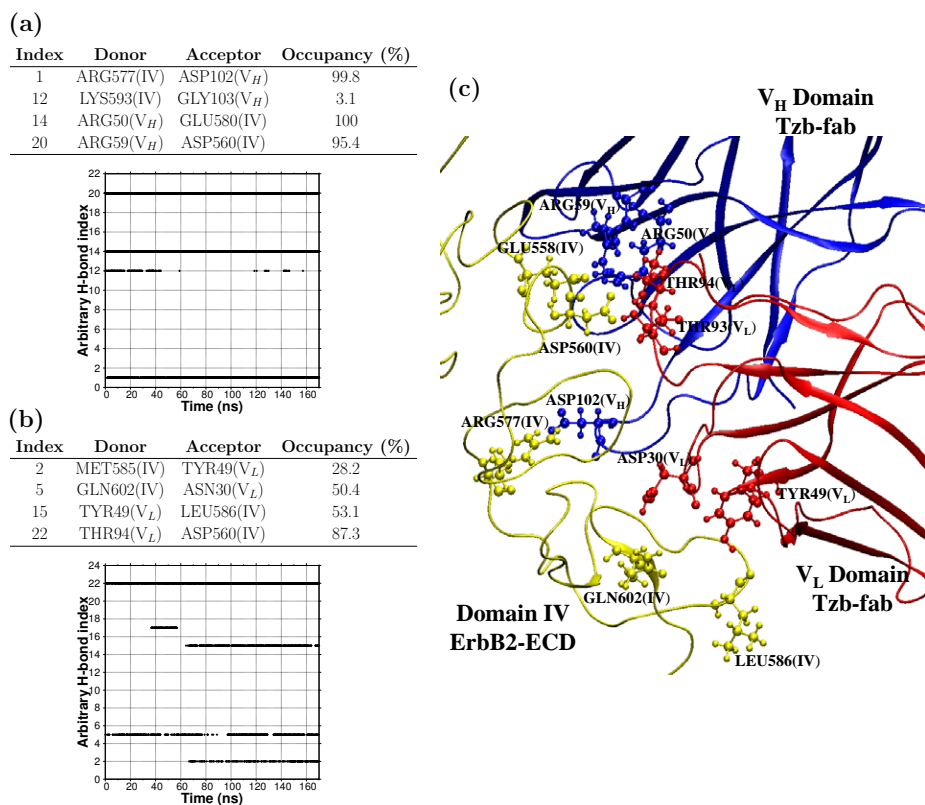 (a)
Index Donor Acceptor Occupancy (%)
1 ARG577(IV) ASP102(V_H) 99.8
12 LYS593(IV) GLY103(V_H) 3.1
14 ARG50(V_H) GLU580(IV) 100
20 ARG59(V_H) ASP560(IV) 95.4
22
20
18
16
14
12
10
8
6
4
2
0
Arbitrary H-bond index
0 20 40 60 80 100 120 140 160
Time (ns)
(b)
Index Donor Acceptor Occupancy (%)
2 MET585(IV) TYR49(V_L) 28.2
5 GLN602(IV) ASN30(V_L) 50.4
15 TYR49(V_L) LEU586(IV) 53.1
22 THR94(V_L) ASP560(IV) 87.3
24
22
20
18
16
14
12
10
8
6
4
2
0
Arbitrary H-bond index
0 20 40 60 80 100 120 140 160
Time (ns)
(c)
V_H Domain
Tzb-fab
ARG59(V_H)
ARG50(V
GLU558(IV)
THR94(V
THR93(V_L)
ASP560(IV)
ASP102(V_H)
ARG577(IV)
ASP30(V_L)
TYR49(V_L)
GLN602(IV)
V_L Domain
Tzb-fab
Domain IV
ErbB2-ECD
LEU586(IV)